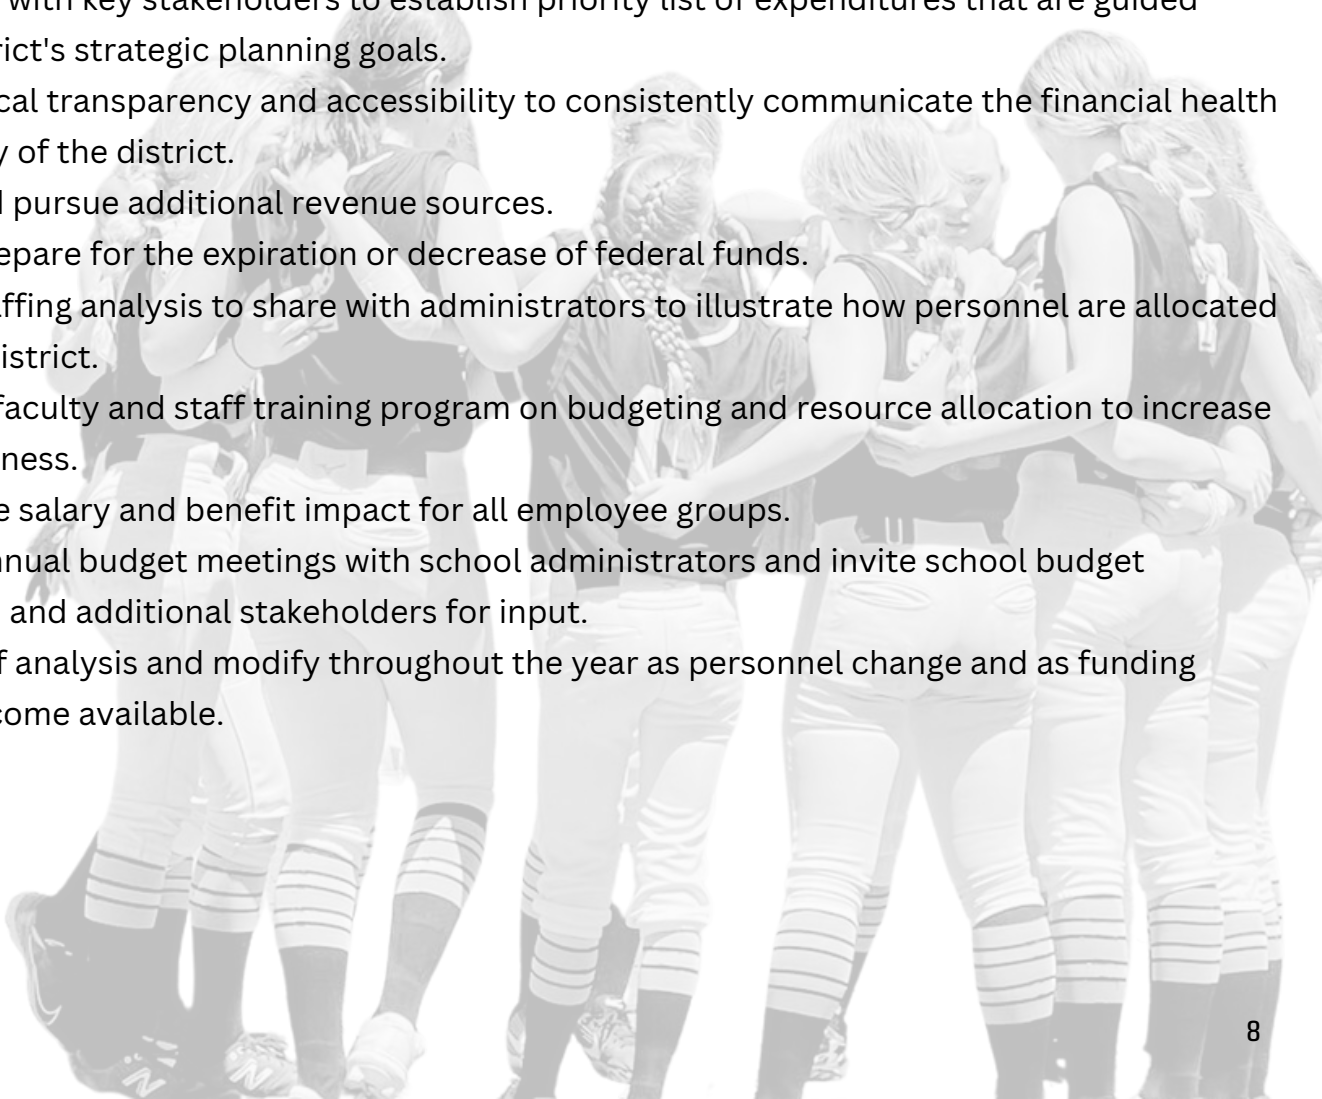 with key stakeholders to establish priority list of expenditures that are guided
rict's strategic planning goals.
cal transparency and accessibility to consistently communicate the financial health
y of the district.
pursue additional revenue sources.
epare for the expiration or decrease of federal funds.
affing analysis to share with administrators to illustrate how personnel are allocated
istrict.
faculty and staff training program on budgeting and resource allocation to increase
ness.
e salary and benefit impact for all employee groups.
nnual budget meetings with school administrators and invite school budget
and additional stakeholders for input.
f analysis and modify throughout the year as personnel change and as funding
come available.
8